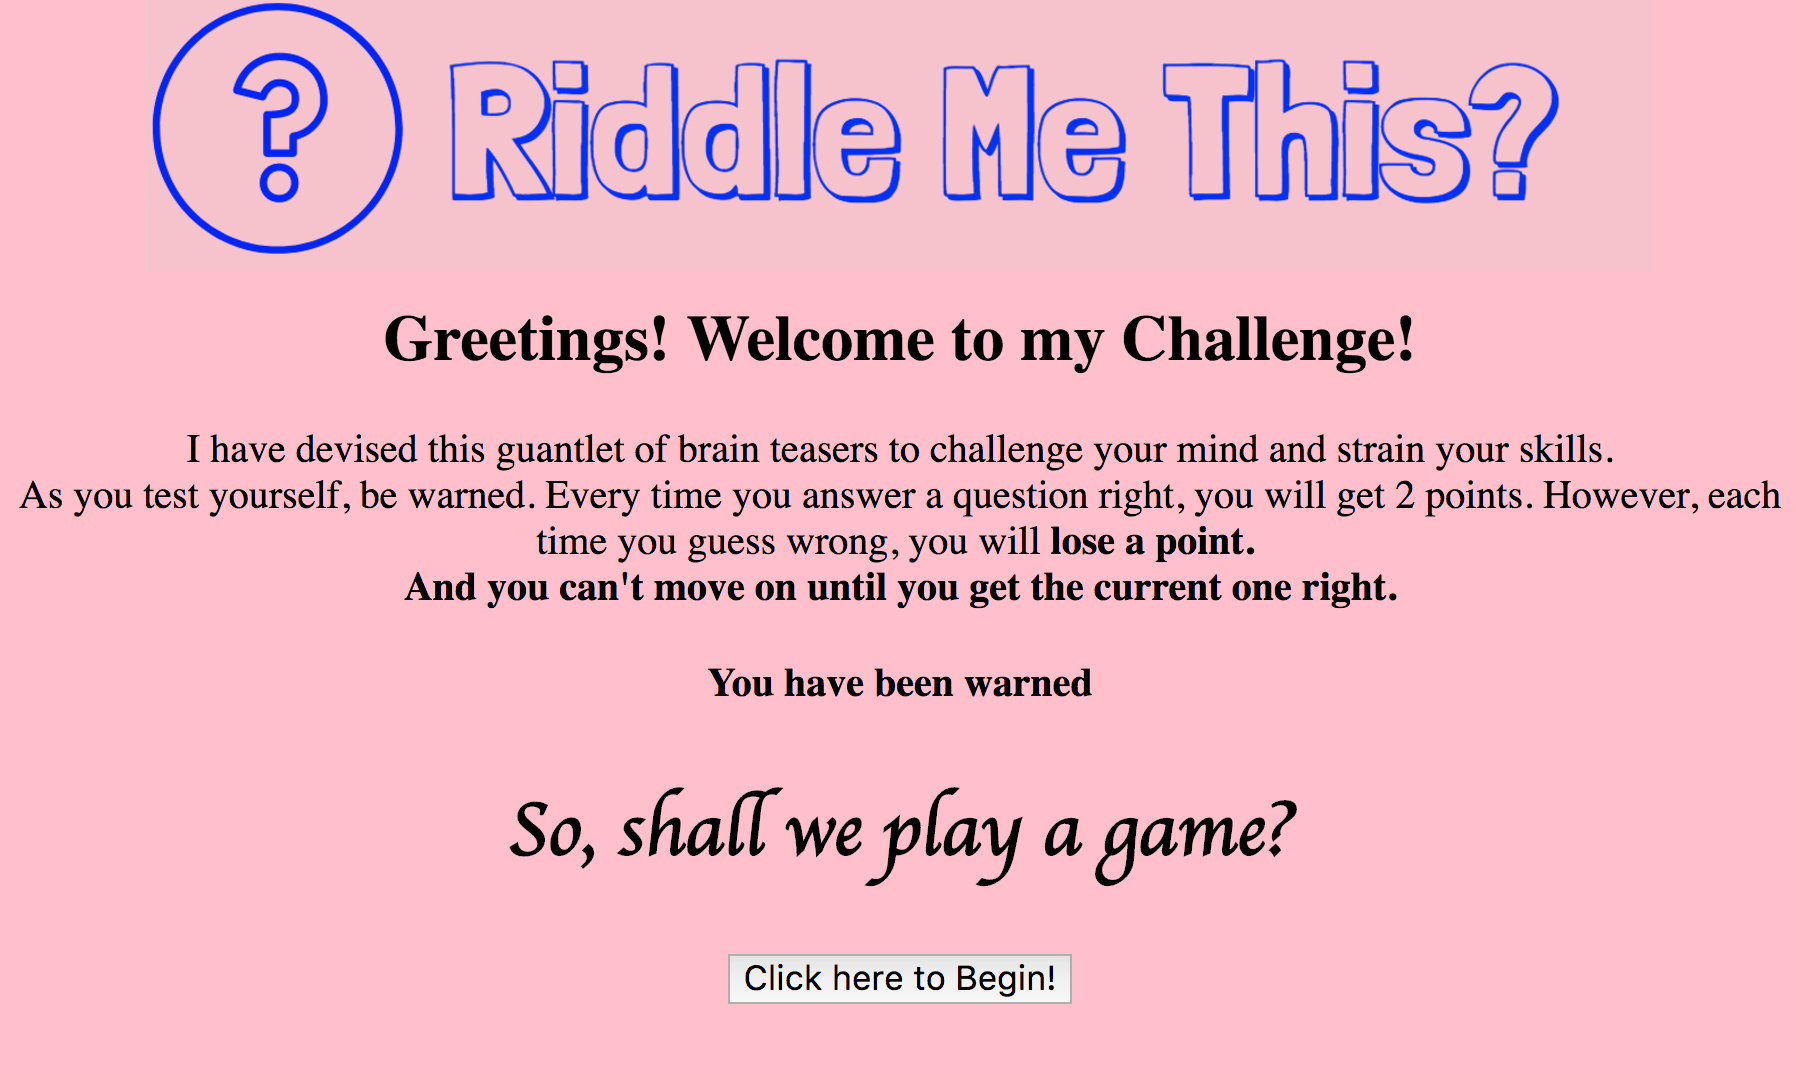 ? Riddle Me This?
Greetings! Welcome to my Challenge!
I have devised this guantlet of brain teasers to challenge your mind and strain your skills.
As you test yourself, be warned. Every time you answer a question right, you will get 2 points. However, each
time you guess wrong, you will lose a point.
And you can't move on until you get the current one right.
You have been warned
So, shall we play a game?
Click here to Begin!